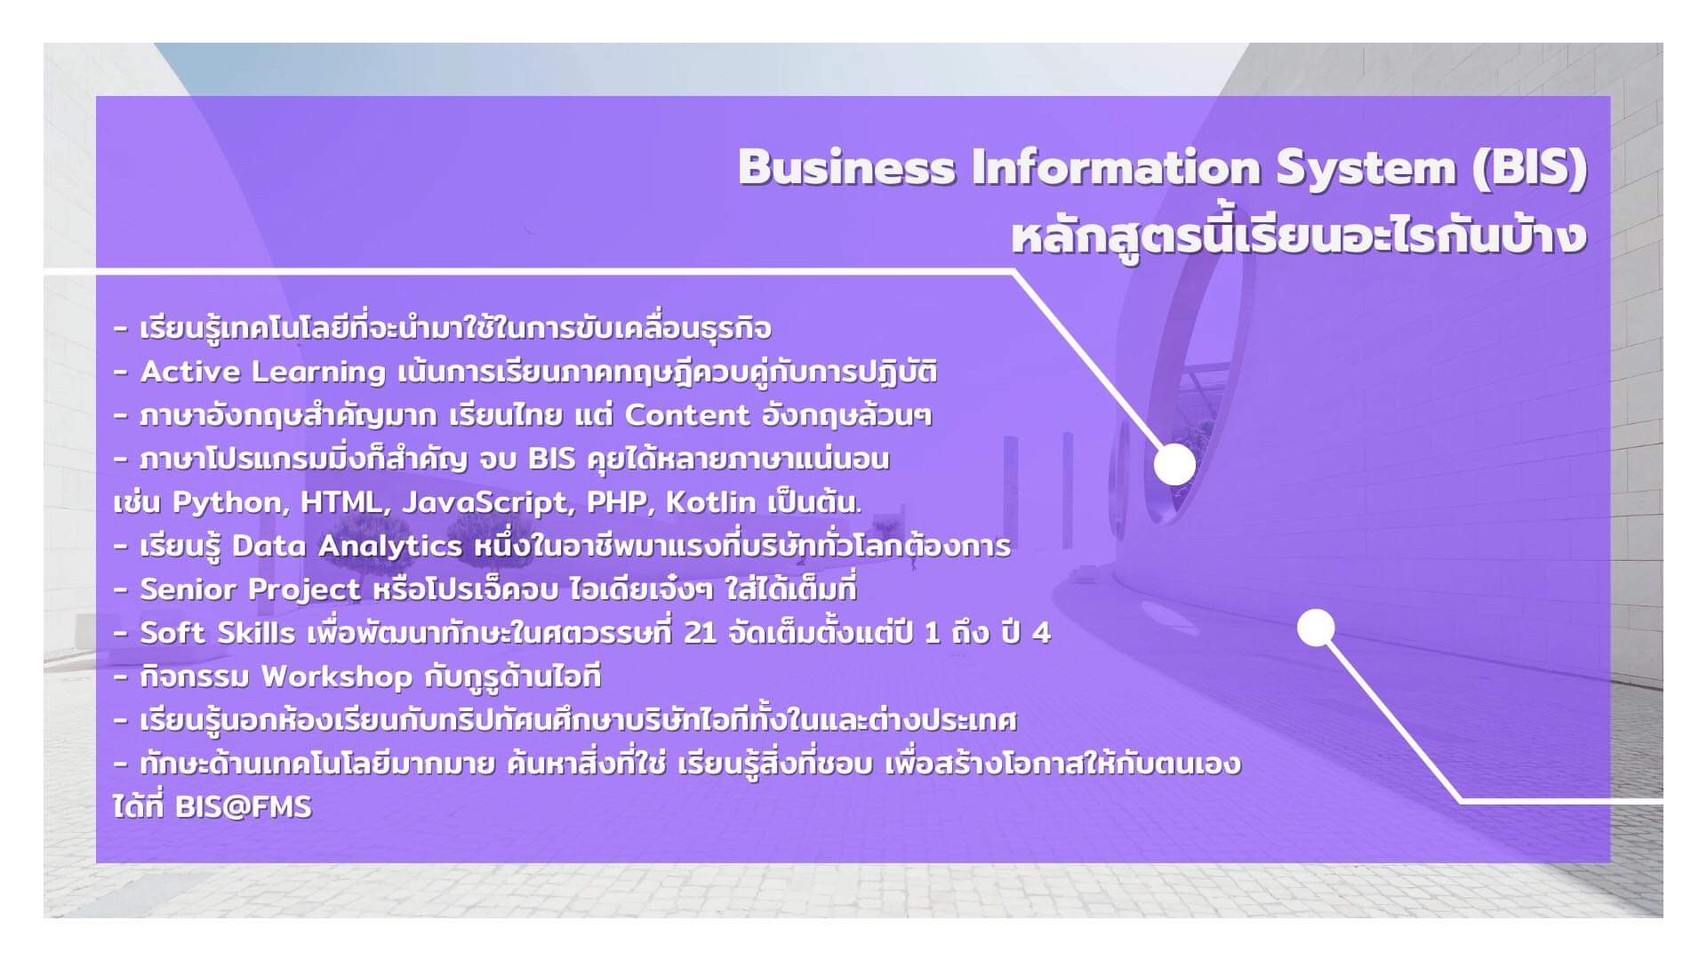 Business Information System (BIS)
หลักสูตรนี้เรียนอะไรกันบ้าง
- เรียนรู้เทคโนโลยีที่จะนำมาใช้ในการขับเคลื่อนธุรกิจ
- Active Learning เน้นการเรียนภาคทฤษฎีควบคู่กับการปฏิบัติ
- ภาษาอังกฤษสำคัญมาก เรียนไทย แต่ Content อังกฤษล้วนๆ
- ภาษาโปรแกรมมิ่งก็สำคัญ จบ BIS คุยได้หลายภาษาแน่นอน
เช่น Python, HTML, JavaScript, PHP, Kotlin เป็นต้น.
- เรียนรู้ Data Analytics หนึ่งในอาชีพมาแรงที่บริษัททั่วโลกต้องการ
- Senior Project หรือโปรเจ็คจบ ไอเดียเจ๋งๆ ใส่ได้เต็มที่
- Soft Skills เพื่อพัฒนาทักษะในศตวรรษที่ 21 จัดเต็มตั้งแต่ปี 1 ถึง ปี 4
- กิจกรรม Workshop กับกูรูด้านไอที
- เรียนรู้นอกห้องเรียนกับทริปทัศนศึกษาบริษัทไอทีทั้งในและต่างประเทศ
- ทักษะด้านเทคโนโลยีมากมาย ค้นหาสิ่งที่ใช่ เรียนรู้สิ่งที่ชอบ เพื่อสร้างโอกาสให้กับตนเอง
ได้ที่ BIS@FMS